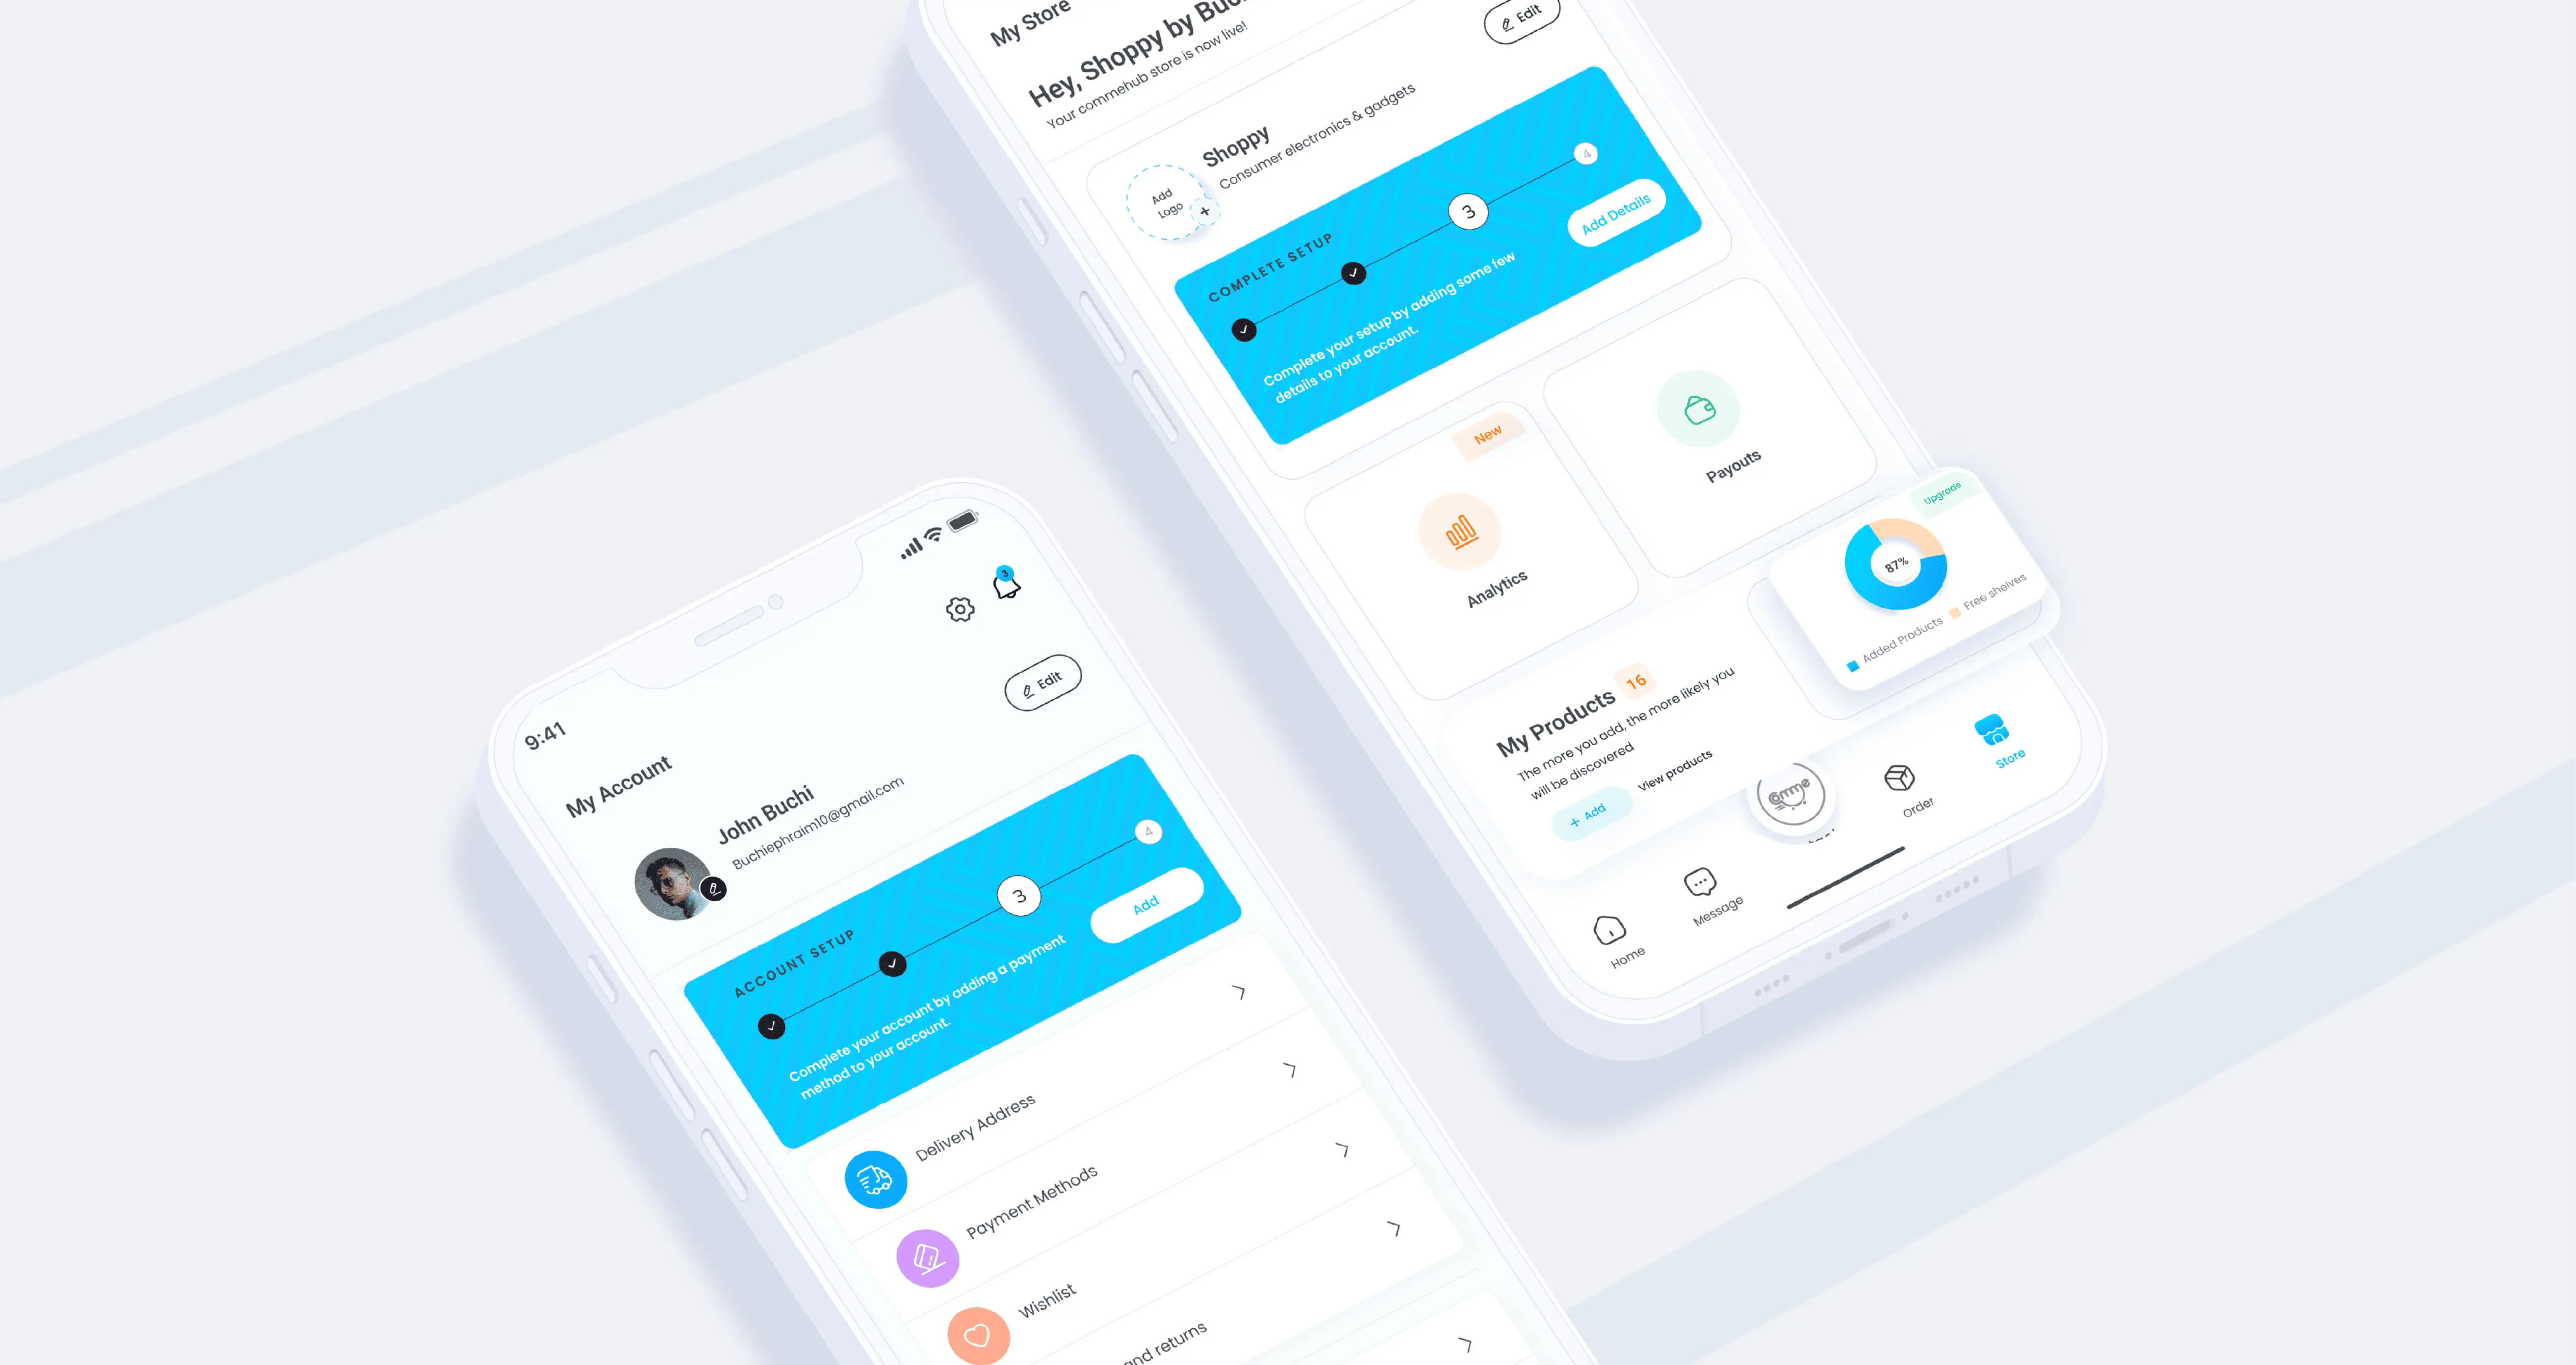 My Store
Hey, Shoppy by
Your commehub store is now live!
Edit
Add
Logo
+
Shoppy
Consumer electronics & gadgets
COMPLETE SETUP
3
4
Complete your setup by adding some few
details to your account.
Add Details
New
Analytics
Payouts
Upgrade
87%
Added Products
Free shelves
My Products 16
The more you add, the more likely you
will be discovered
+ Add
View products
Home
Message
Order
Store
9:41
3
My Account
Edit
John Buchi
Buchiephraim10@gmail.com
ACCOUNT SETUP
3
4
Complete your account by adding a payment
method to your account.
Add
Delivery Address
Payment Methods
Wishlist
and returns